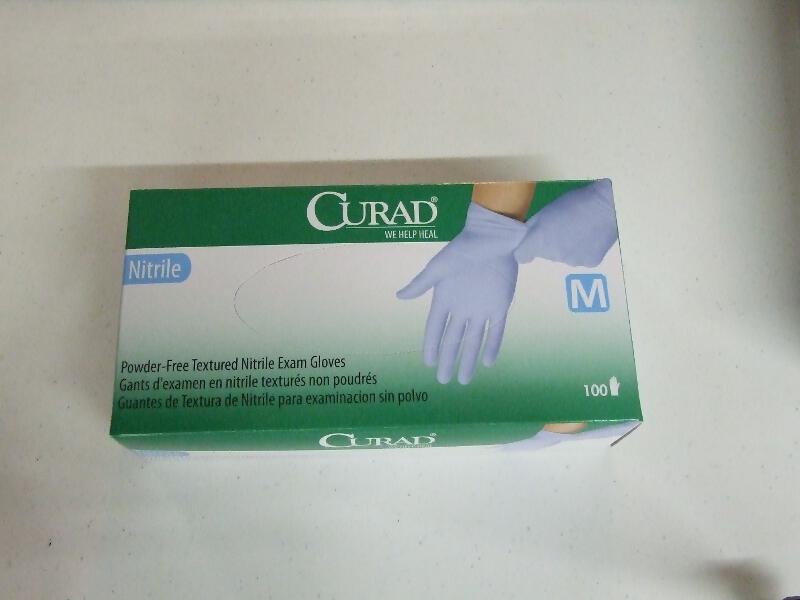 CURAD®
WE HELP HEAL
Nitrile
M
Powder-Free Textured Nitrile Exam Gloves
Gants d'examen en nitrile texturés non poudrés
Guantes de Textura de Nitrile para examinacion sin polvo
100
CURAD®